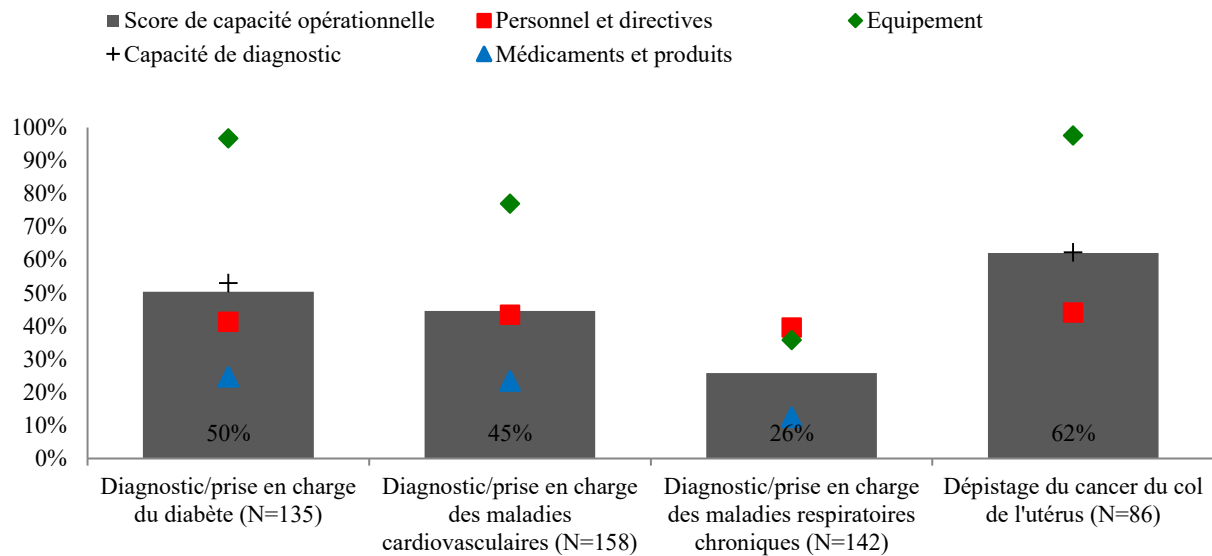 Score de capacité opérationnelle
Personnel et directives
Equipement
Capacité de diagnostic
Médicaments et produits
100%
90%
80%
70%
60%
50%
40%
30%
20%
10%
0%
50%
45%
26%
62%
Diagnostic/prise en charge
du diabète (N=135)
Diagnostic/prise en charge
des maladies
cardiovasculaires (N=158)
Diagnostic/prise en charge
des maladies respiratoires
chroniques (N=142)
Dépistage du cancer du col
de l'utérus (N=86)